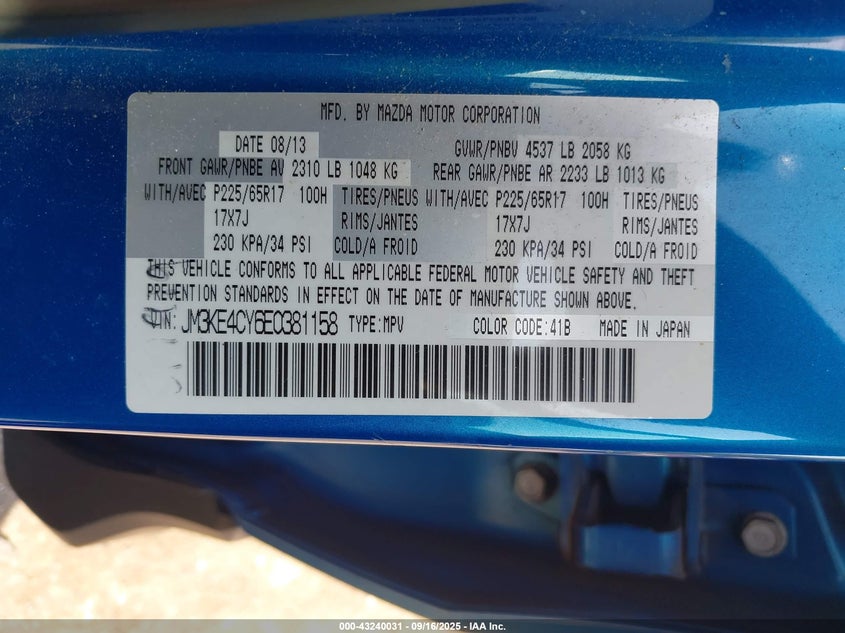 MFD. BY MAZDA MOTOR CORPORATION
DATE 08/13 GVWR/PNBV 4537 LB 2058 KG
FRONT GAWR/PNBE AV 2310 LB 1048 KG REAR GAWR/PNBE AR 2233 LB 1013 KG
WITH/AVEC P225/65R17 100H TIRES/PNEUS WITH/AVEC P225/65R17 100H TIRES/PNEUS
17X7J RIMS/JANTES 17X7J RIMS/JANTES
230 KPA/34 PSI COLD/A FROID 230 KPA/34 PSI COLD/A FROID
THIS VEHICLE CONFORMS TO ALL APPLICABLE FEDERAL MOTOR VEHICLE SAFETY AND THEFT
PREVENTION STANDARDS IN EFFECT ON THE DATE OF MANUFACTURE SHOWN ABOVE.
VIN: JM3KE4CY6E0381158 TYPE:MPV COLOR CODE:41B MADE IN JAPAN
000-43240031 - 09/16/2025 - IAA Inc.